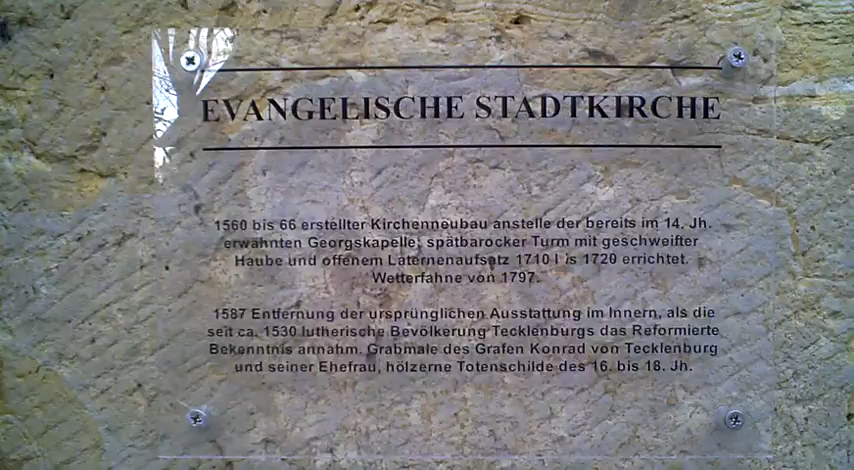 EVANGELISCHE STADTKIRCHE
1560 bis 66 erstellter Kirchenneubau anstelle der bereits im 14. Jh.
erwähnten Georgskapelle; spätbarocker Turm mit geschweifter
Haube und offenem Laternenaufsatz 1710 l is 1720 errichtet.
Wetterfahne von 1797.
1587 Entfernung der ursprünglichen Ausstattung im Innern, als die
seit ca. 1530 lutherische Bevölkerung Tecklenburgs das Reformierte
Bekenntnis annahm. Grabmale des Grafen Konrad von Tecklenburg
und seiner Ehefrau, hölzerne Totenschilde des 16. bis 18. Jh.